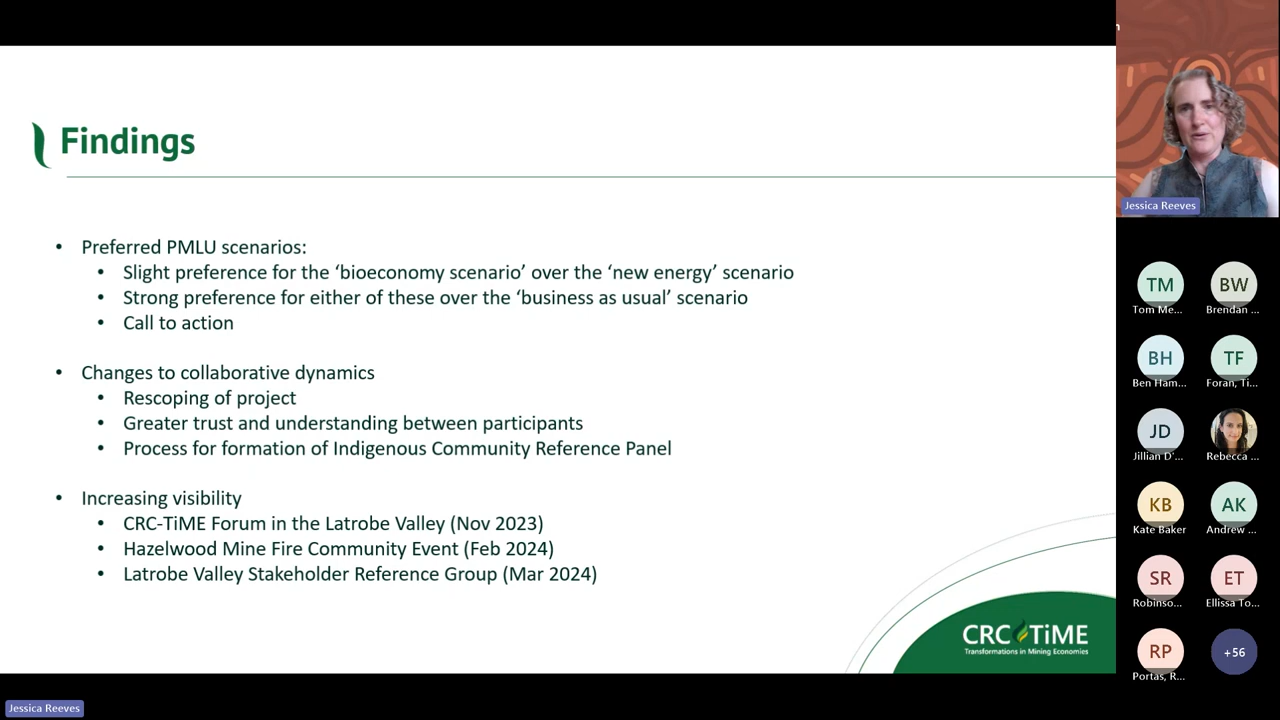 Findings
Preferred PMLU scenarios:
Slight preference for the ‘bioeconomy scenario’ over the ‘new energy’ scenario
Strong preference for either of these over the ‘business as usual’ scenario
Call to action
Changes to collaborative dynamics
Rescoping of project
Greater trust and understanding between participants
Process for formation of Indigenous Community Reference Panel
Increasing visibility
CRC-TiME Forum in the Latrobe Valley (Nov 2023)
Hazelwood Mine Fire Community Event (Feb 2024)
Latrobe Valley Stakeholder Reference Group (Mar 2024)
CRC TiME
Transformations in Mining Economies
Jessica Reeves
TM BW
Tom Me... Brendan ...
BH TF
Ben Ham... Foran, Ti...
JD
Jillian D'... Rebecca ...
KB AK
Kate Baker Andrew ...
SR ET
Robinso... Ellissa To...
RP +56
Portas, R...
Jessica Reeves